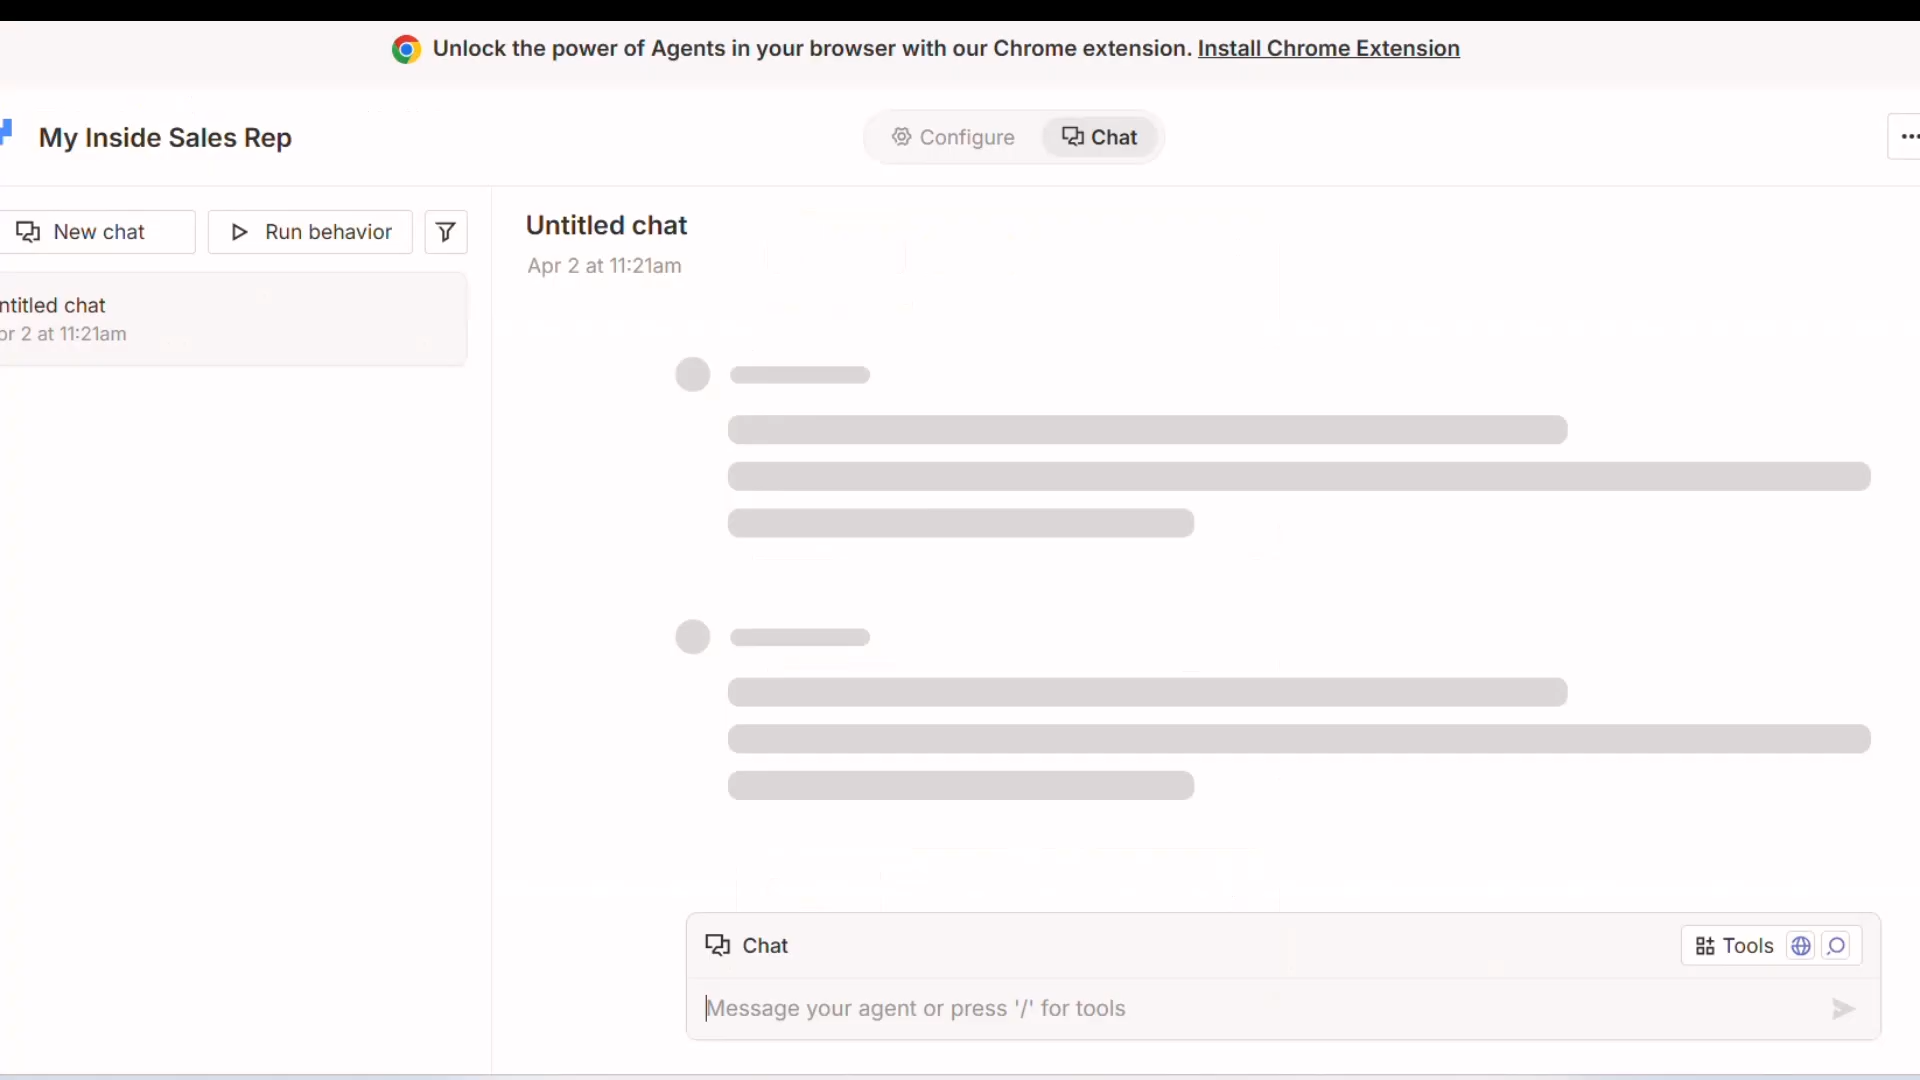 Unlock the power of Agents in your browser with our Chrome extension. Install Chrome Extension
My Inside Sales Rep
Configure
Chat
New chat
Run behavior
Untitled chat
Apr 2 at 11:21am
ntitled chat
pr 2 at 11:21am
Chat
Tools
Message your agent or press '/' for tools